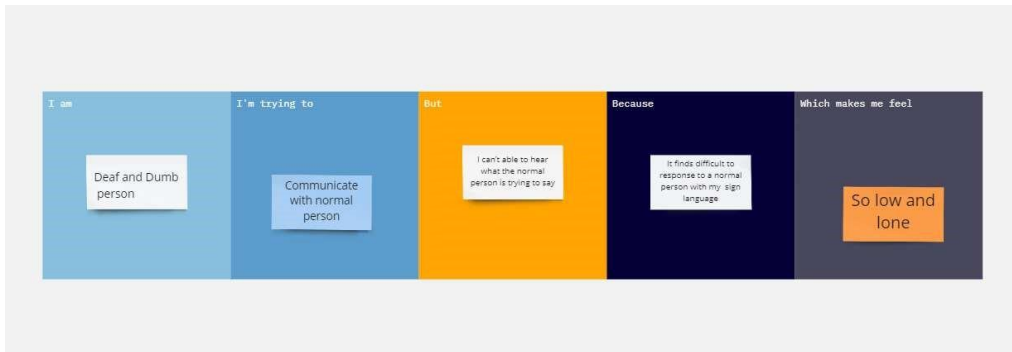 I am
Deaf and Dumb
person
I'm trying to
Communicate
with normal
person
But
I can't able to hear
what the normal
person is trying to say
Because
It finds difficult to
response to a normal
person with my sign
language
Which makes me feel
So low and
lone